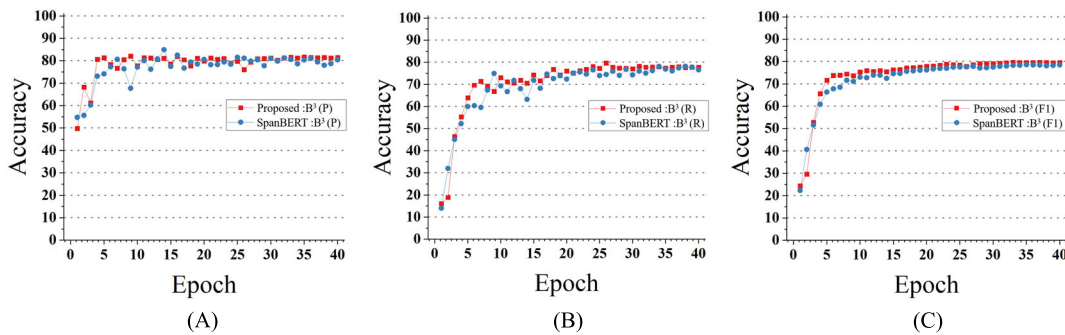 100
90
80
70
60
50
40
30
20
10
0
Accuracy
Proposed :B³ (P)
SpanBERT :B³ (P)
0 5 10 15 20 25 30 35 40
Epoch
(A)
100
90
80
70
60
50
40
30
20
10
0
Accuracy
Proposed :B³ (R)
SpanBERT :B³ (R)
0 5 10 15 20 25 30 35 40
Epoch
(B)
100
90
80
70
60
50
40
30
20
10
0
Accuracy
Proposed :B³ (F1)
SpanBERT :B³ (F1)
0 5 10 15 20 25 30 35 40
Epoch
(C)